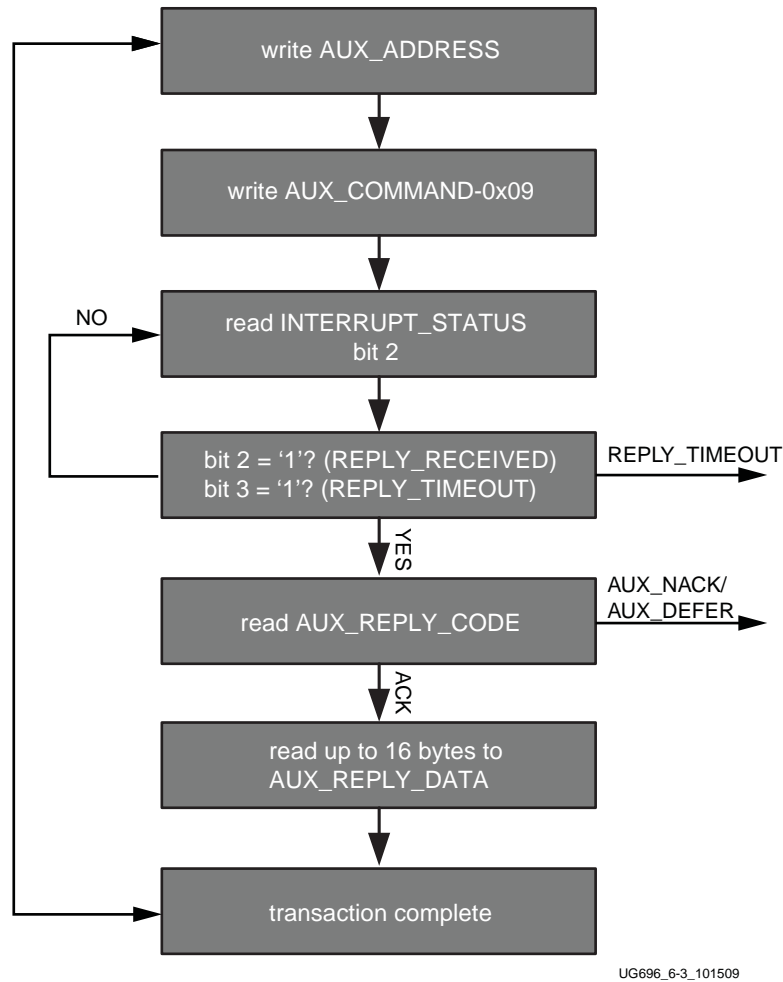 write AUX_ADDRESS
write AUX_COMMAND-0x09
NO
read INTERRUPT_STATUS
bit 2
bit 2 = ‘1’? (REPLY_RECEIVED)
bit 3 = ‘1’? (REPLY_TIMEOUT)
REPLY_TIMEOUT
YES
read AUX_REPLY_CODE
AUX_NACK/
AUX_DEFER
ACK
read up to 16 bytes to
AUX_REPLY_DATA
transaction complete
UG696_6-3_101509